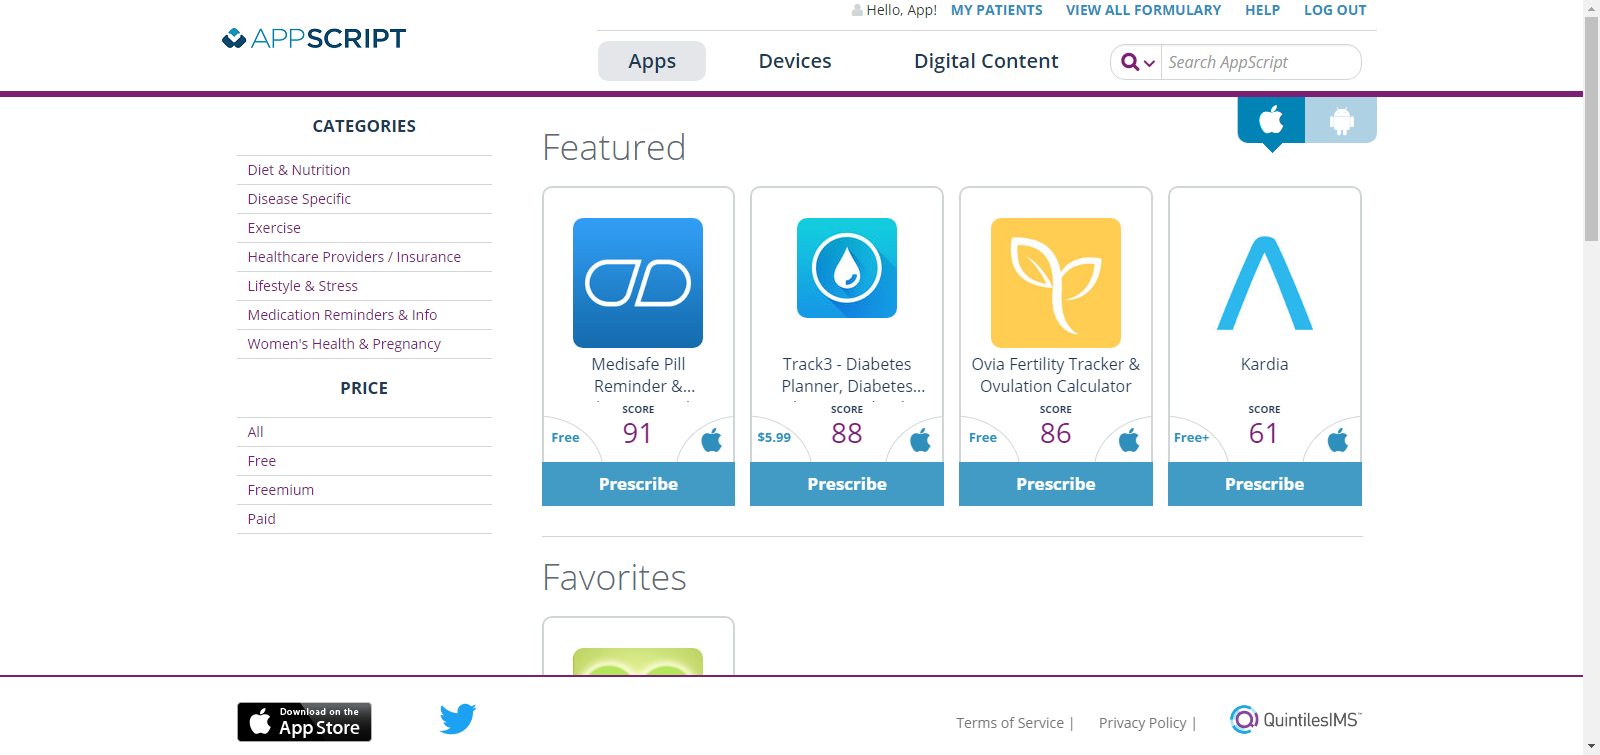 Hello, App! MY PATIENTS VIEW ALL FORMULARY HELP LOG OUT
APPSCRIPT
Apps Devices Digital Content Search AppScript
CATEGORIES
Diet & Nutrition
Disease Specific
Exercise
Healthcare Providers / Insurance
Lifestyle & Stress
Medication Reminders & Info
Women's Health & Pregnancy
PRICE
All
Free
Freemium
Paid
Featured
Medisafe Pill
Reminder &...
SCORE
Free 91
Prescribe
Track3 - Diabetes
Planner, Diabetes...
SCORE
$5.99 88
Prescribe
Ovia Fertility Tracker &
Ovulation Calculator
SCORE
Free 86
Prescribe
Kardia
SCORE
Free+ 61
Prescribe
Favorites
Download on the
App Store
Terms of Service |
Privacy Policy |
QuintilesIMS™